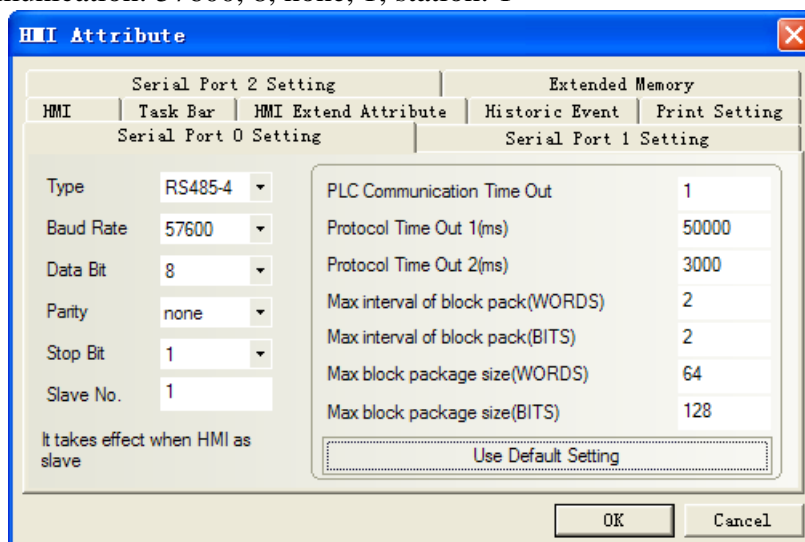 57600, 8, none, 1, station: 1
HMI Attribute
Serial Port 2 Setting Extended Memory
HMI Task Bar HMI Extend Attribute Historic Event Print Setting
Serial Port 0 Setting Serial Port 1 Setting
Type RS485-4
Baud Rate 57600
Data Bit 8
Parity none
Stop Bit 1
Slave No. 1
It takes effect when HMI as
slave
PLC Communication Time Out 1
Protocol Time Out 1(ms) 50000
Protocol Time Out 2(ms) 3000
Max interval of block pack(WORDS) 2
Max interval of block pack(BITS) 2
Max block package size(WORDS) 64
Max block package size(BITS) 128
Use Default Setting
OK Cancel